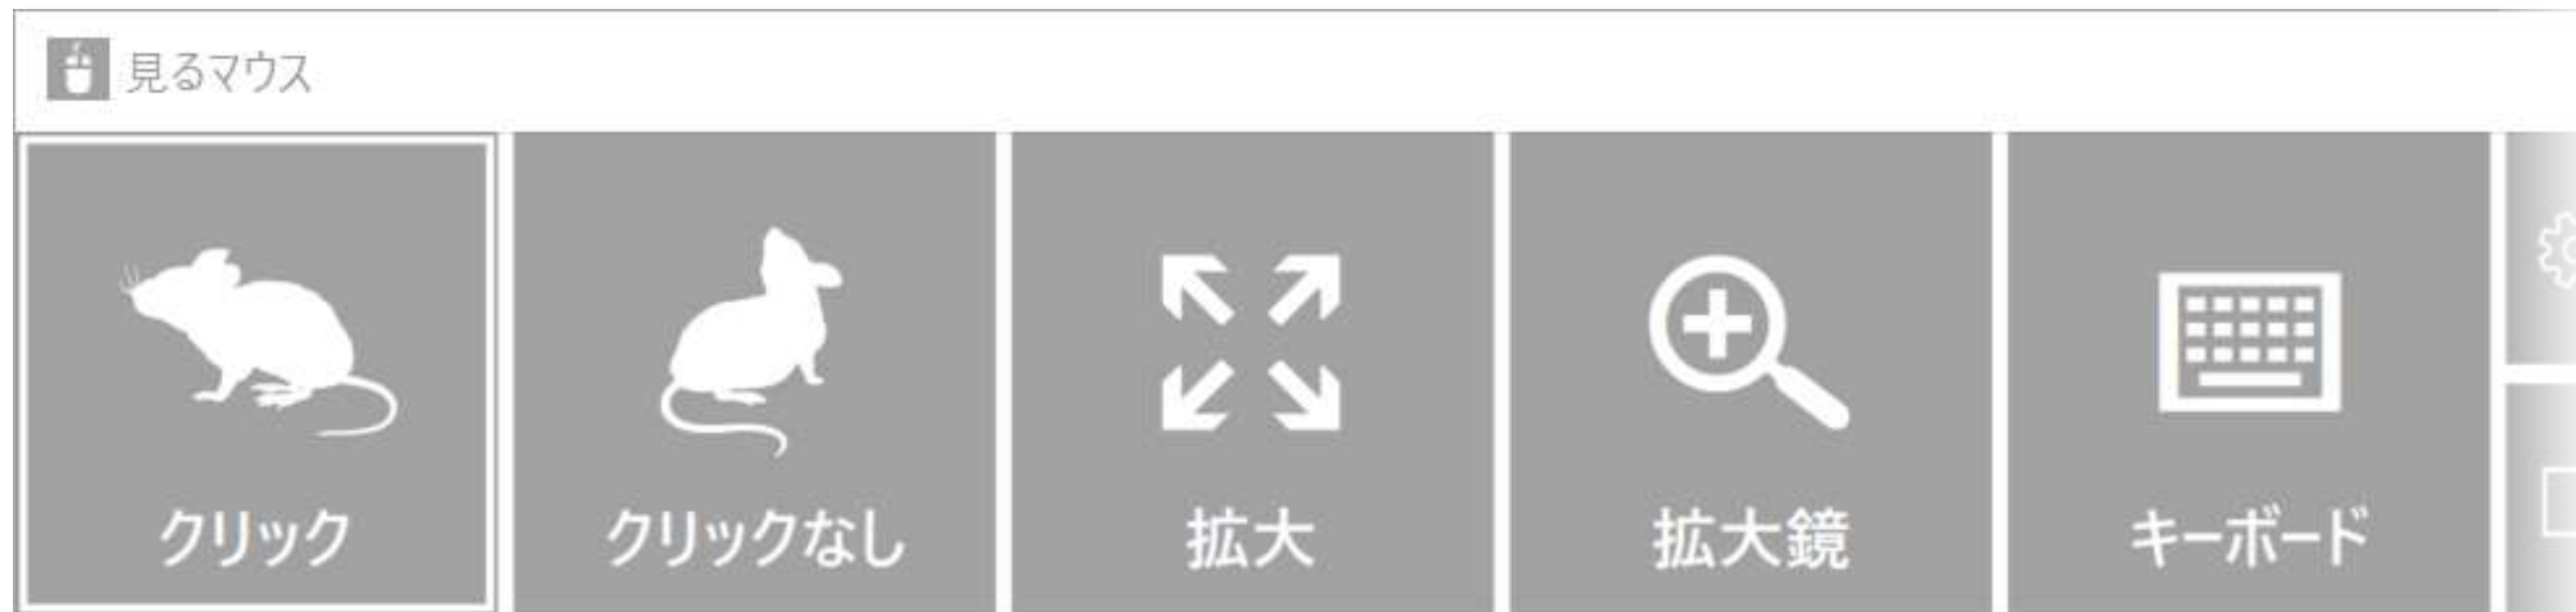 見るマウス
クリック
クリックなし
拡大
拡大鏡
キーボード